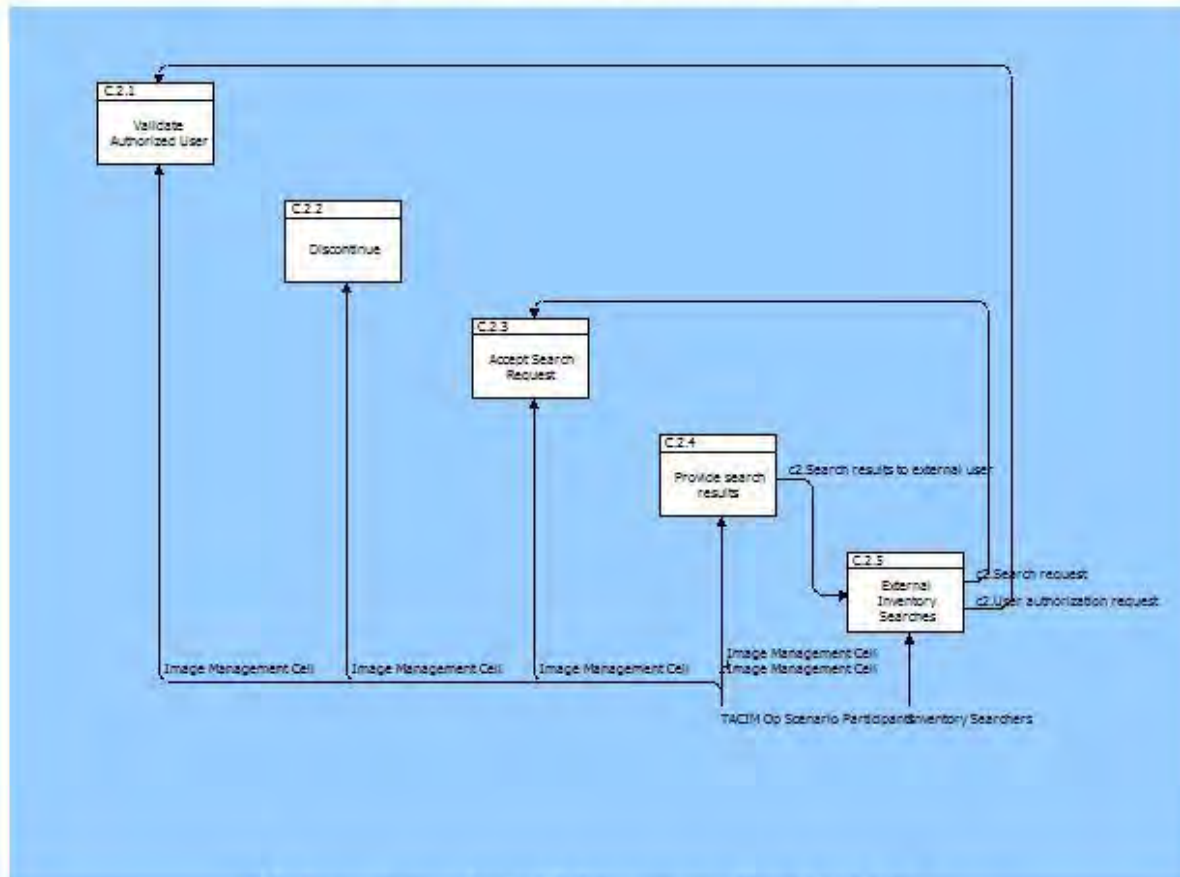 C.2.1
Validate
Authorized User
C.2.2
Discontinue
C.2.3
Accept Search
Request
C.2.4
Provide search
results
c2.Search results to external user
C.2.5
External
Inventory
Searches
c2.Search request
c2.User authorization request
Image Management Cell
Image Management Cell
Image Management Cell
Image Management Cell
Image Management Cell
TACIM Op Scenario Participants
Inventory Searchers